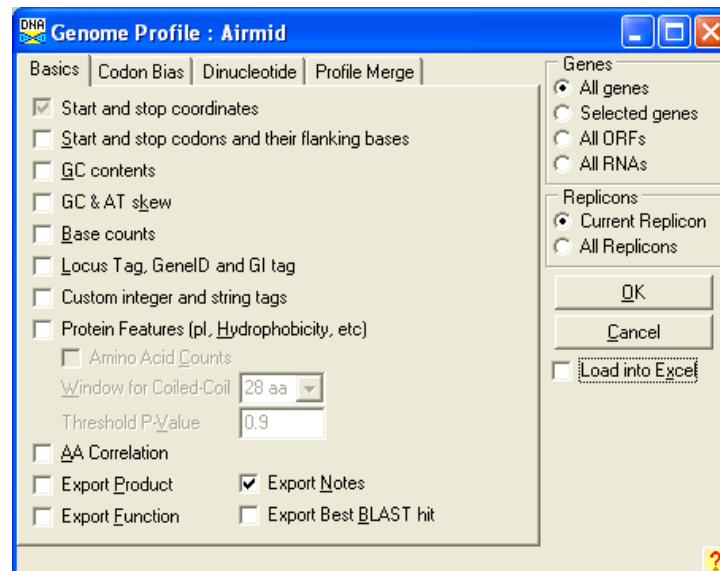 DNA
Genome Profile : Airmid
Basics
Codon Bias
Dinucleotide
Profile Merge
Start and stop coordinates
Start and stop codons and their flanking bases
GC contents
GC & AT skew
Base counts
Locus Tag, GeneID and GI tag
Custom integer and string tags
Protein Features (pI, Hydrophobicity, etc)
Amino Acid Counts
Window for Coiled-Coil 28 aa
Threshold P-Value 0.9
AA Correlation
Export Product
Export Notes
Export Function
Export Best BLAST hit
Genes
All genes
Selected genes
All ORFs
All RNAs
Replicons
Current Replicon
All Replicons
OK
Cancel
Load into Excel
?